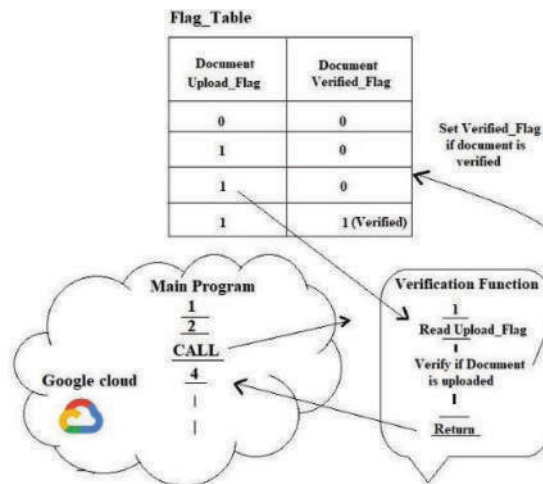 Flag_Table
Document Document
Upload_Flag Verified_Flag
0 0
1 0
1 0
1 1 (Verified)
Set Verified_Flag
if document is
verified
Main Program
1
2
CALL
4
Google cloud
Verification Function
1
Read Upload_Flag
Verify if Document
is uploaded
Return